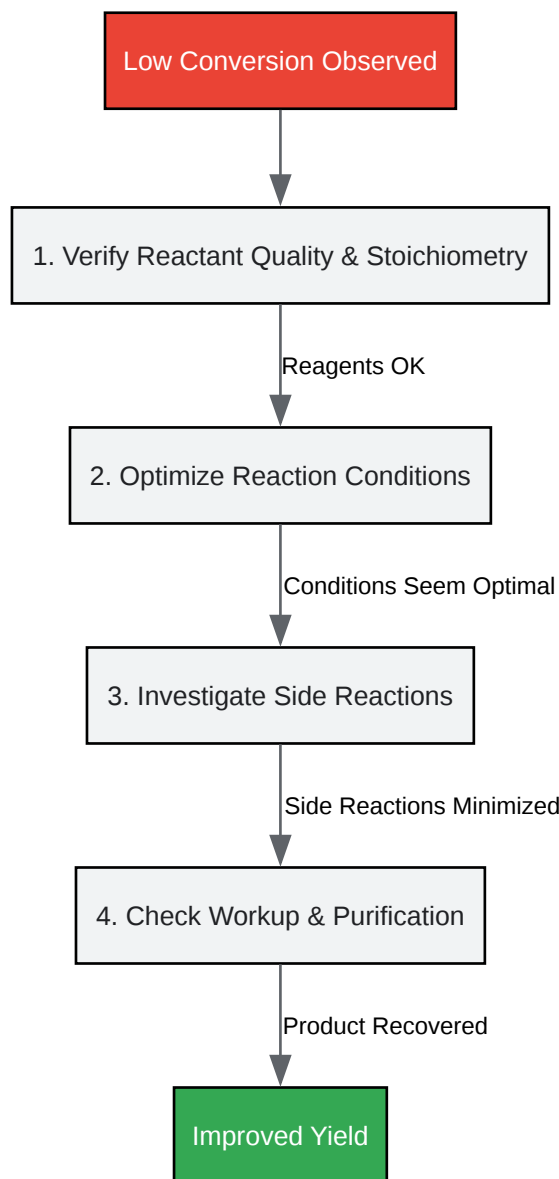 Low Conversion Observed
1. Verify Reactant Quality & Stoichiometry
Reagents OK
2. Optimize Reaction Conditions
Conditions Seem Optimal
3. Investigate Side Reactions
Side Reactions Minimized
4. Check Workup & Purification
Product Recovered
Improved Yield